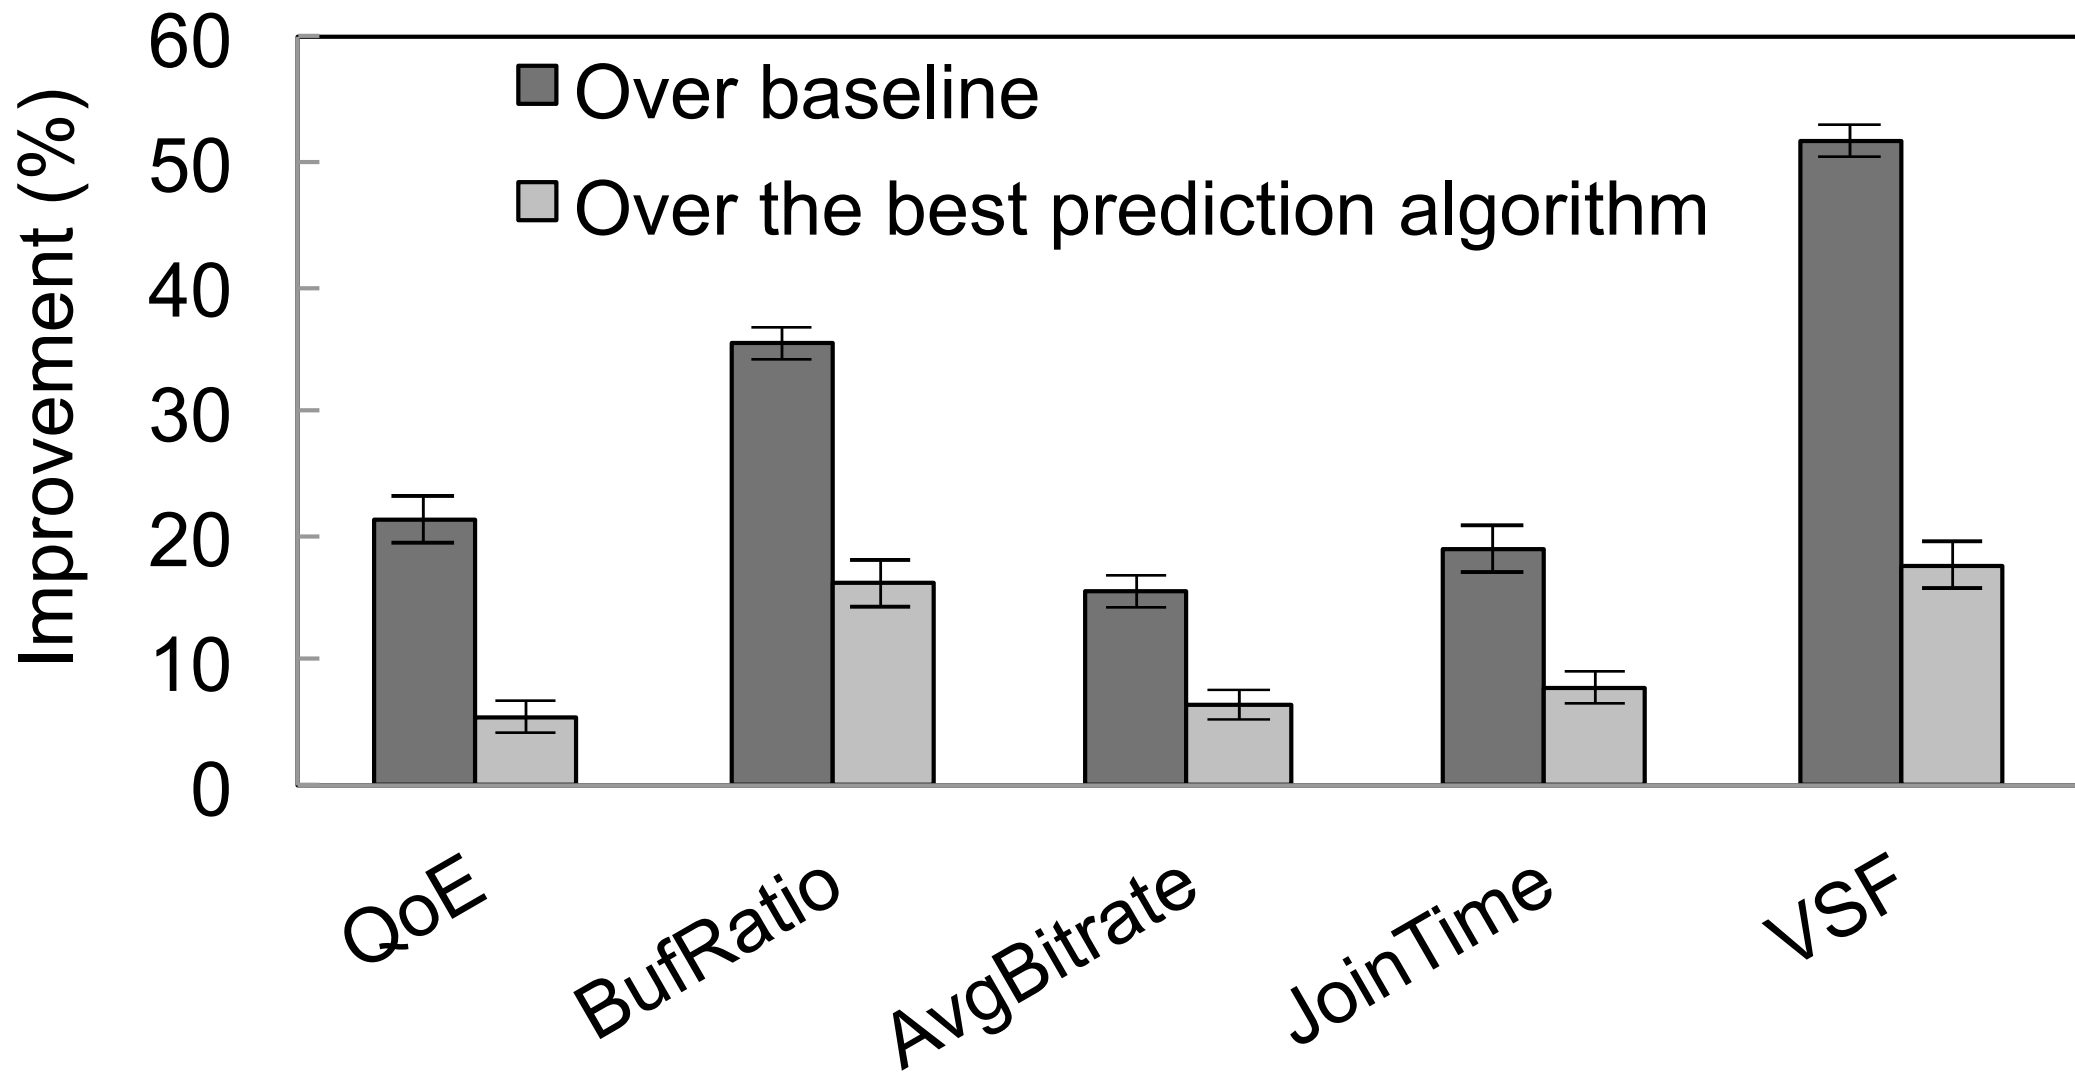 Improvement (%)
60
50
40
30
20
10
0
Over baseline
Over the best prediction algorithm
QoE
BufRatio
AvgBitrate
JoinTime
VSF